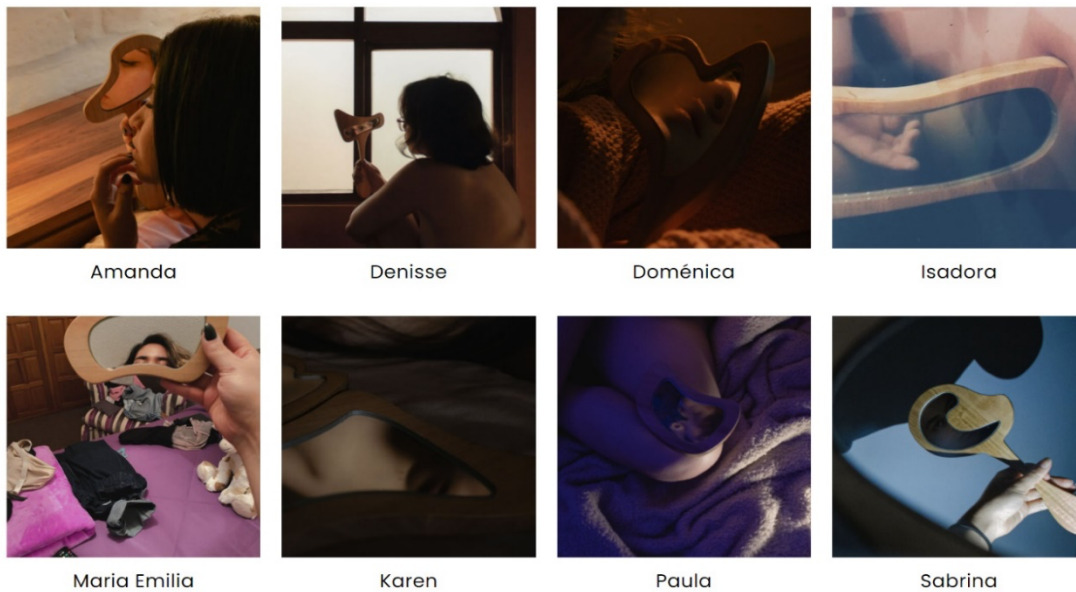 Amanda
Denisse
Doménica
Isadora
Maria Emilia
Karen
Paula
Sabrina